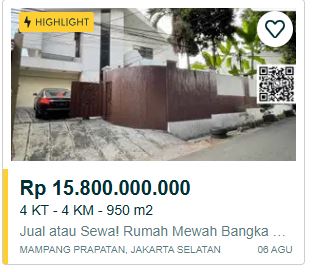 HIGHLIGHT
Rp 15.800.000.000
4 KT - 4 KM - 950 m2
Jual atau Sewa! Rumah Mewah Bangka ...
MAMPANG PRAPATAN, JAKARTA SELATAN 06 AGU